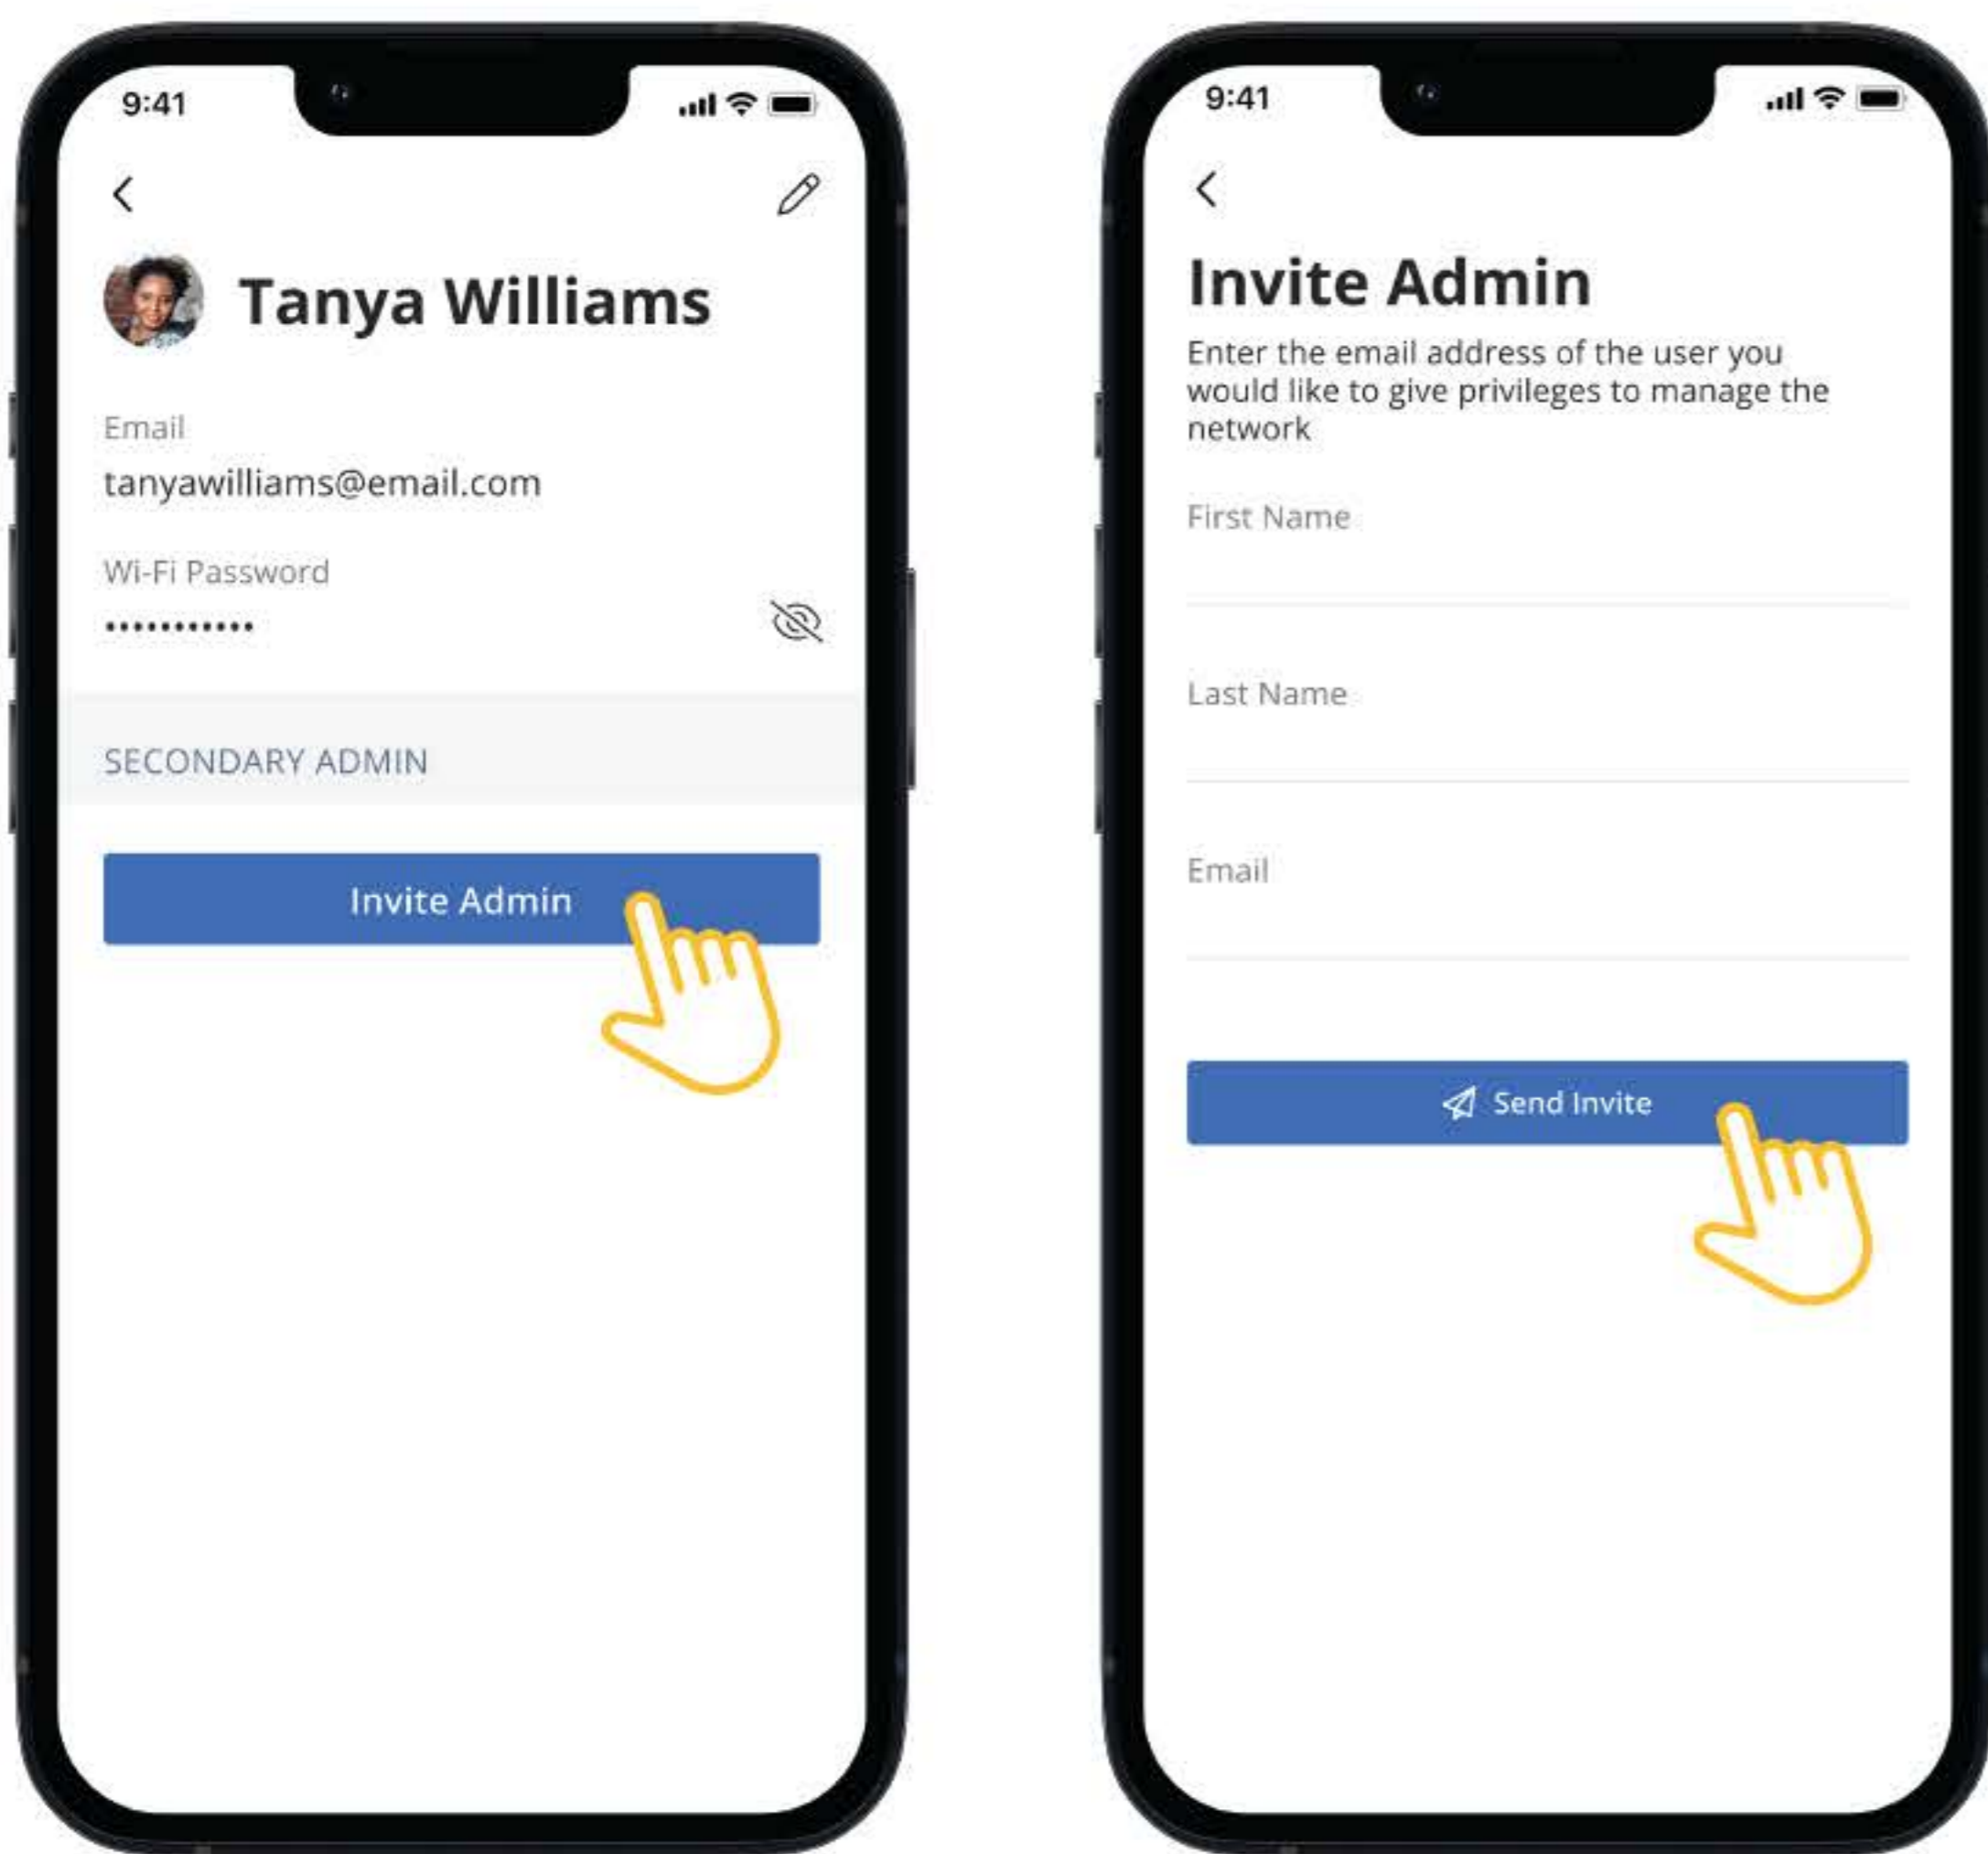 9:41
Tanya Williams
Email
tanyawilliams@email.com
Wi-Fi Password
•••••••••••
SECONDARY ADMIN
Invite Admin
9:41
Invite Admin
Enter the email address of the user you
would like to give privileges to manage the
network
First Name
Last Name
Email
Send Invite